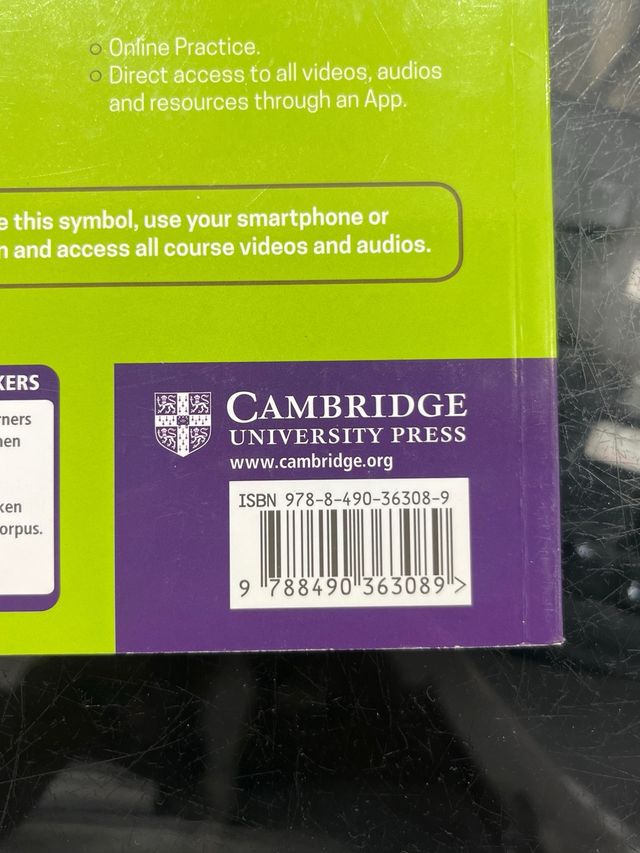 Online Practice.
Direct access to all videos, audios
and resources through an App.
e this symbol, use your smartphone or
n and access all course videos and audios.
KERS
rners
hen
ken
orpus.
CAMBRIDGE
UNIVERSITY PRESS
www.cambridge.org
ISBN 978-8-490-36308-9
9 788490 363089 >